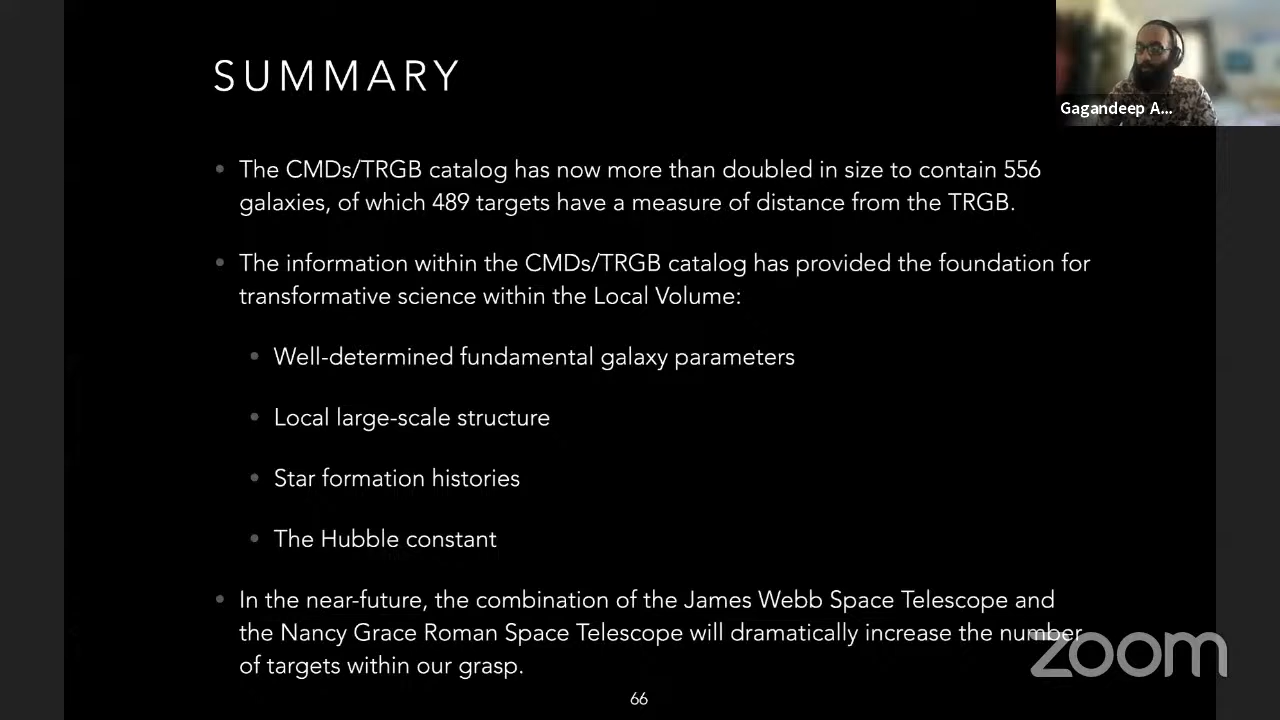 SUMMARY
Gagandeep A...
• The CMDs/TRGB catalog has now more than doubled in size to contain 556
galaxies, of which 489 targets have a measure of distance from the TRGB.
• The information within the CMDs/TRGB catalog has provided the foundation for
transformative science within the Local Volume:
• Well-determined fundamental galaxy parameters
• Local large-scale structure
• Star formation histories
• The Hubble constant
• In the near-future, the combination of the James Webb Space Telescope and
the Nancy Grace Roman Space Telescope will dramatically increase the number
of targets within our grasp.
zoom
66